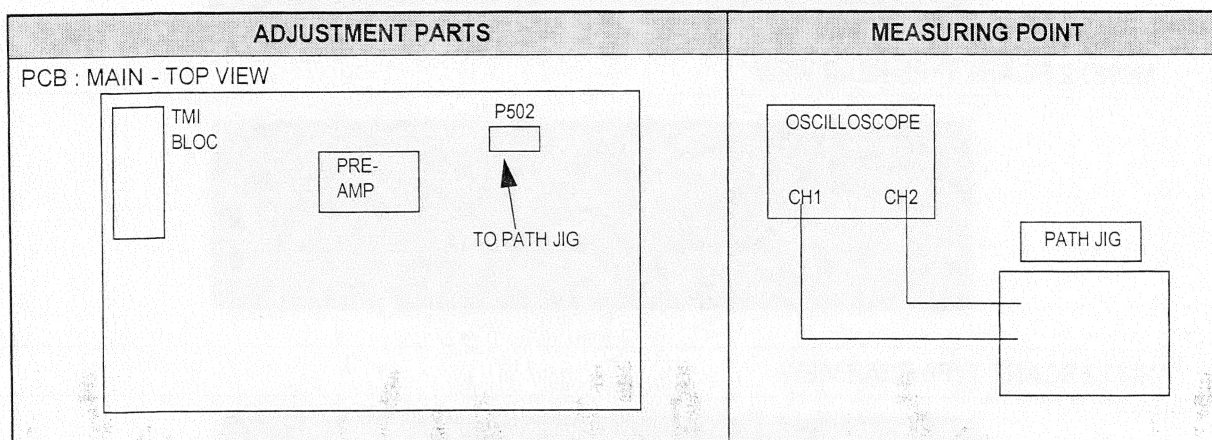 ADJUSTMENT PARTS
MEASURING POINT
PCB : MAIN - TOP VIEW
TMI
BLOC
P502
PRE-
AMP
TO PATH JIG
OSCILLOSCOPE
CH1 CH2
PATH JIG